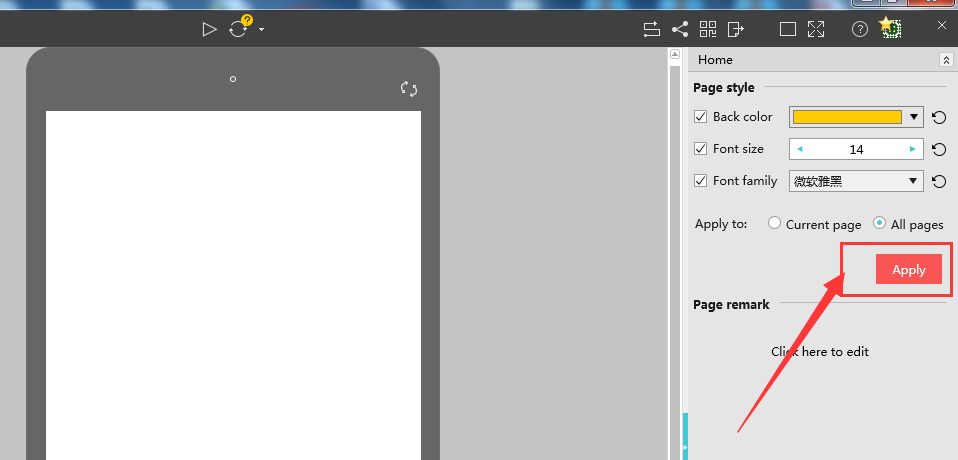 ?
?
Home
Page style
Back color
Font size 14
Font family 微软雅黑
Apply to: Current page All pages
Apply
Page remark
Click here to edit